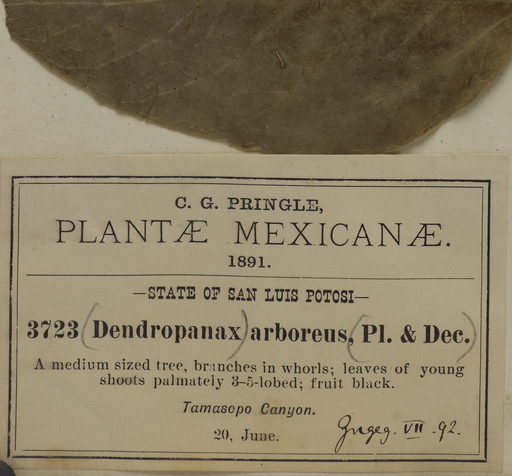 C. G. PRINGLE,
PLANTÆ MEXICANÆ.
1891.
—STATE OF SAN LUIS POTOSI—
3723 (Dendropanax) arboreus, (Pl. & Dec.)
A medium sized tree, branches in whorls; leaves of young
shoots palmately 3-5-lobed; fruit black.
Tamasopo Canyon.
20, June.
VII. 92.